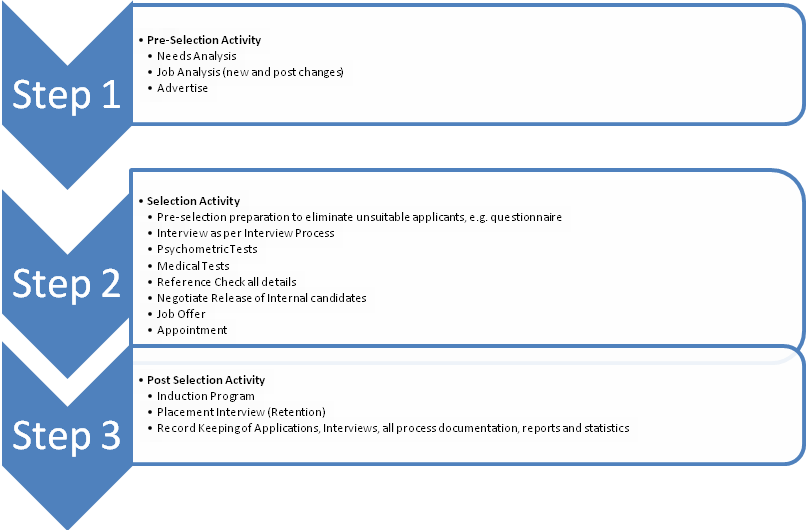 Step 1
• Pre-Selection Activity
• Needs Analysis
• Job Analysis (new and post changes)
• Advertise
Step 2
• Selection Activity
• Pre-selection preparation to eliminate unsuitable applicants, e.g. questionnaire
• Interview as per Interview Process
• Psychometric Tests
• Medical Tests
• Reference Check all details
• Negotiate Release of Internal candidates
• Job Offer
• Appointment
Step 3
• Post Selection Activity
• Induction Program
• Placement Interview (Retention)
• Record Keeping of Applications, Interviews, all process documentation, reports and statistics